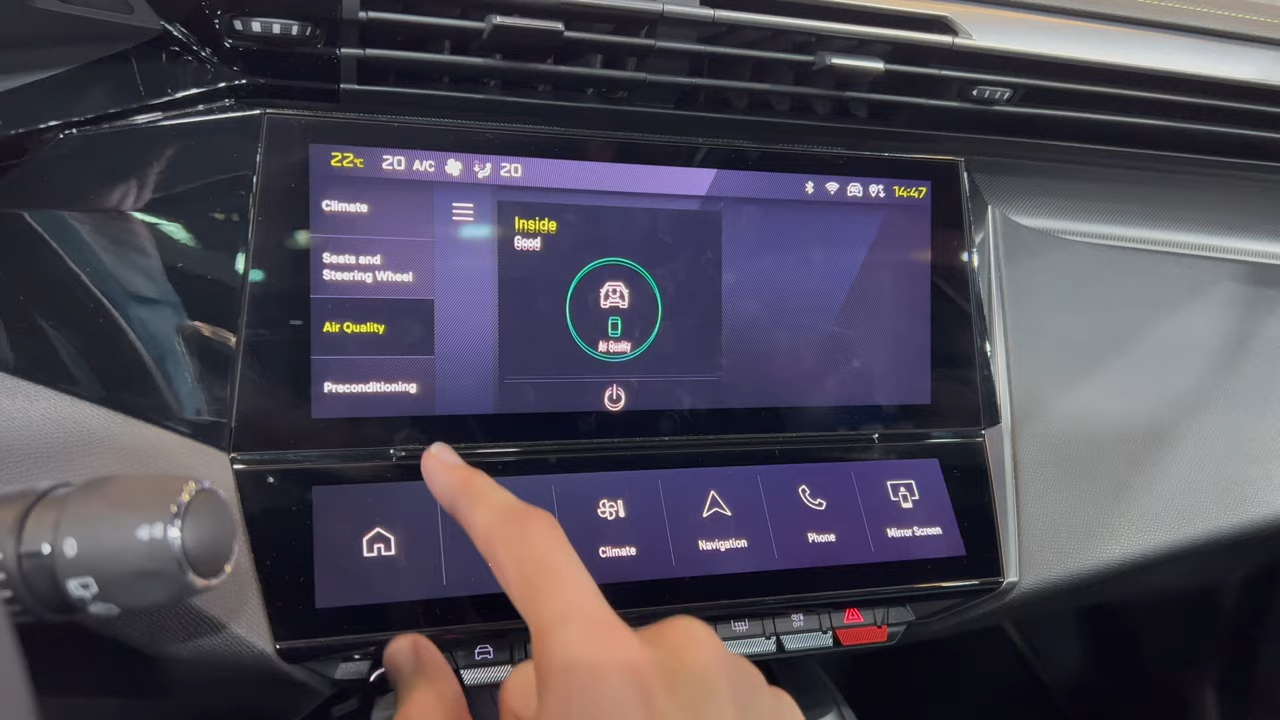 22°C 20 A/C 20 14:47
Climate
Seats and
Steering Wheel
Air Quality
Preconditioning
Inside
Good
Air Quality
Climate
Navigation
Phone
Mirror Screen
OFF